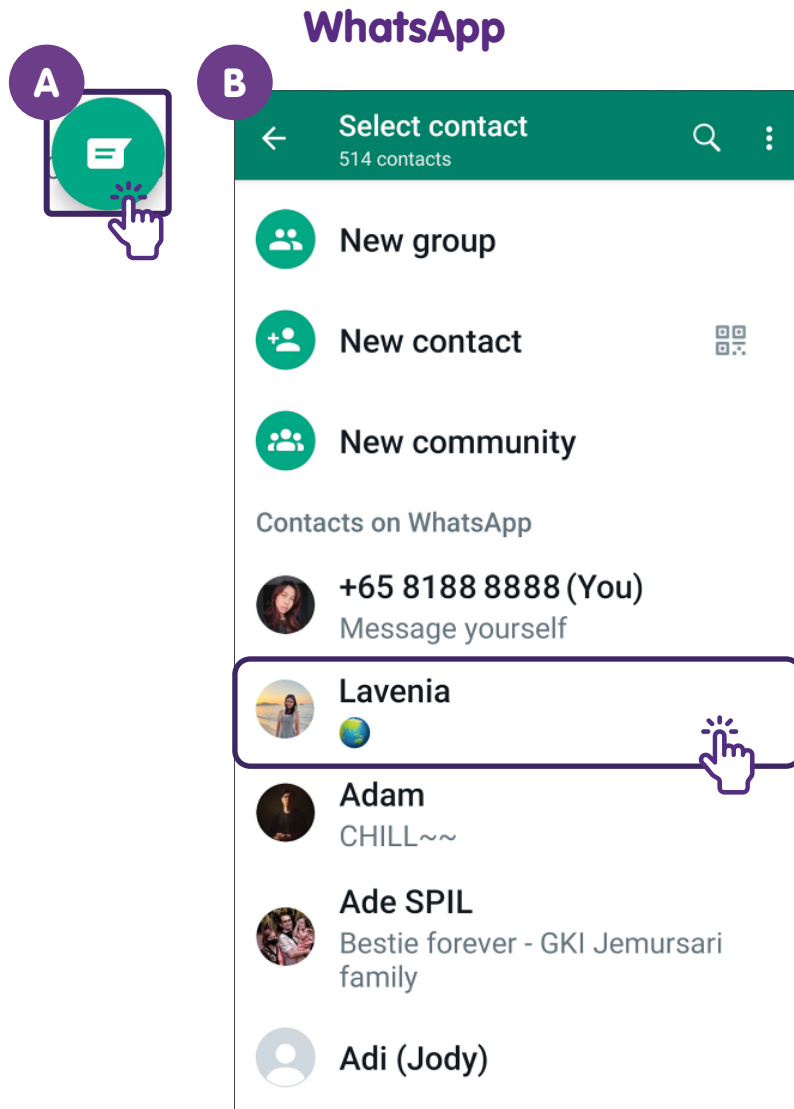 WhatsApp
A
B
Select contact
514 contacts
New group
New contact
New community
Contacts on WhatsApp
+65 8188 8888 (You)
Message yourself
Lavenia
🌏
Adam
CHILL~~
Ade SPIL
Bestie forever - GKI Jemursari
family
Adi (Jody)